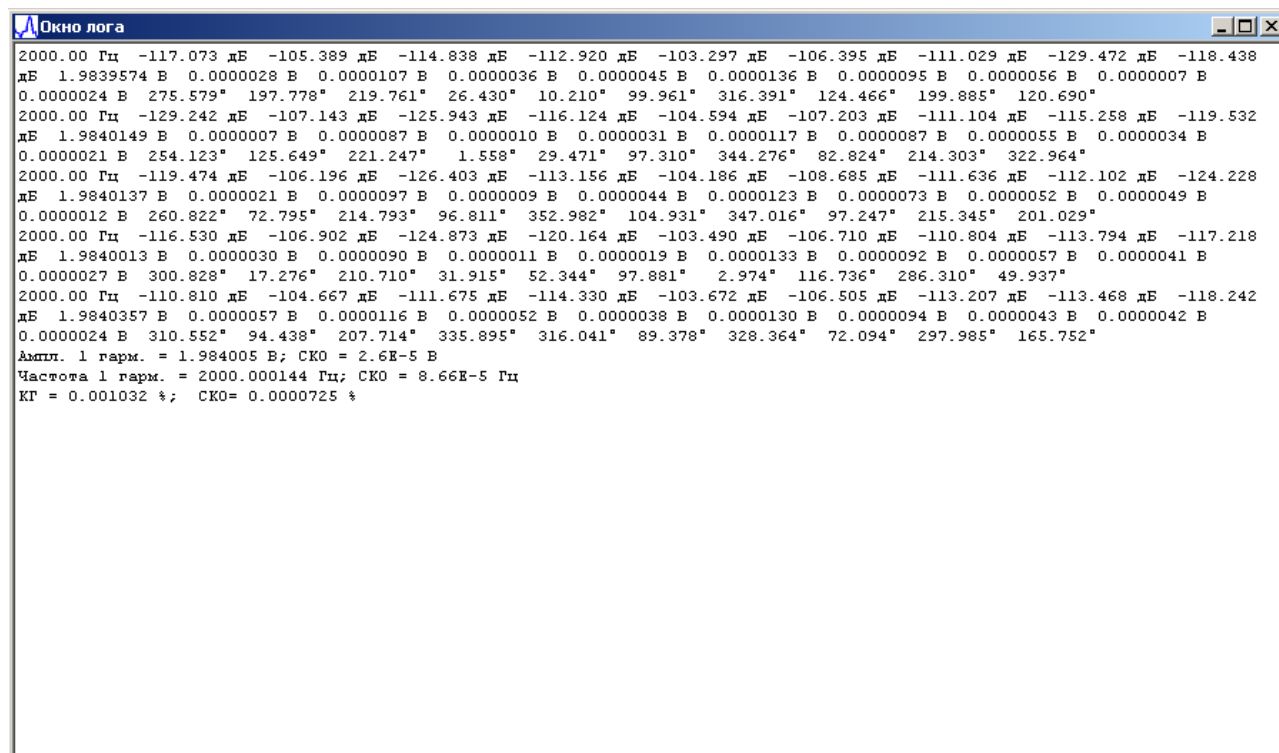 Окно лога
2000.00 Гц -117.073 дБ -105.389 дБ -114.838 дБ -112.920 дБ -103.297 дБ -106.395 дБ -111.029 дБ -129.472 дБ -118.438
дБ 1.9839574 В 0.0000028 В 0.0000107 В 0.0000036 В 0.0000045 В 0.0000136 В 0.0000095 В 0.0000056 В 0.0000007 В
0.0000024 В 275.579° 197.778° 219.761° 26.430° 10.210° 99.961° 316.391° 124.466° 199.885° 120.690°
2000.00 Гц -129.242 дБ -107.143 дБ -125.943 дБ -116.124 дБ -104.594 дБ -107.203 дБ -111.104 дБ -115.258 дБ -119.532
дБ 1.9840149 В 0.0000007 В 0.0000087 В 0.0000010 В 0.0000031 В 0.0000117 В 0.0000087 В 0.0000055 В 0.0000034 В
0.0000021 В 254.123° 125.649° 221.247° 1.558° 29.471° 97.310° 344.276° 82.824° 214.303° 322.964°
2000.00 Гц -119.474 дБ -106.196 дБ -126.403 дБ -113.156 дБ -104.186 дБ -108.685 дБ -111.636 дБ -112.102 дБ -124.228
дБ 1.9840137 В 0.0000021 В 0.0000097 В 0.0000009 В 0.0000044 В 0.0000123 В 0.0000073 В 0.0000052 В 0.0000049 В
0.0000012 В 260.822° 72.795° 214.793° 96.811° 352.982° 104.931° 347.016° 97.247° 215.345° 201.029°
2000.00 Гц -116.530 дБ -106.902 дБ -124.873 дБ -120.164 дБ -103.490 дБ -106.710 дБ -110.804 дБ -113.794 дБ -117.218
дБ 1.9840013 В 0.0000030 В 0.0000090 В 0.0000011 В 0.0000019 В 0.0000133 В 0.0000092 В 0.0000057 В 0.0000041 В
0.0000027 В 300.828° 17.276° 210.710° 31.915° 52.344° 97.881° 2.974° 116.736° 286.310° 49.937°
2000.00 Гц -110.810 дБ -104.667 дБ -111.675 дБ -114.330 дБ -103.672 дБ -106.505 дБ -113.207 дБ -113.468 дБ -118.242
дБ 1.9840357 В 0.0000057 В 0.0000116 В 0.0000052 В 0.0000038 В 0.0000130 В 0.0000094 В 0.0000043 В 0.0000042 В
0.0000024 В 310.552° 94.438° 207.714° 335.895° 316.041° 89.378° 328.364° 72.094° 297.985° 165.752°
Ампл. 1 гарм. = 1.984005 В; СКО = 2.6E-5 В
Частота 1 гарм. = 2000.000144 Гц; СКО = 8.66E-5 Гц
КГ = 0.001032 %; СКО= 0.0000725 %